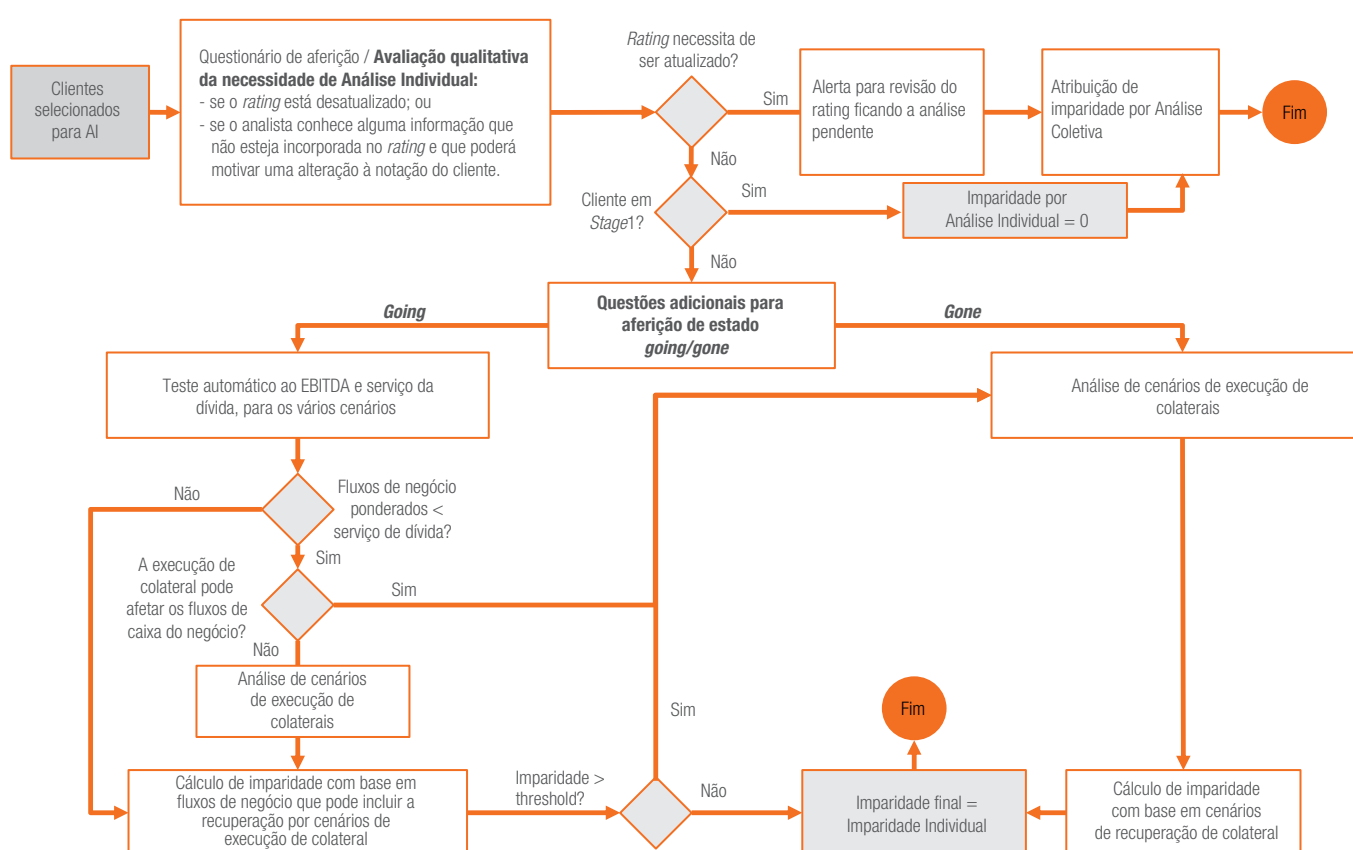 Clientes
selecionados
para AI
Questionário de aferição / Avaliação qualitativa
da necessidade de Análise Individual:
- se o rating está desatualizado; ou
- se o analista conhece alguma informação que
não esteja incorporada no rating e que poderá
motivar uma alteração à notação do cliente.
Rating necessita de
ser atualizado?
Sim
Alerta para revisão do
rating ficando a análise
pendente
Atribuição de
imparidade por Análise
Coletiva
Fim
Não
Cliente em
Stage1?
Sim
Imparidade por
Análise Individual = 0
Não
Questões adicionais para
aferição de estado
going/gone
Going
Gone
Teste automático ao EBITDA e serviço da
dívida, para os vários cenários
Análise de cenários de execução de
colaterais
Não
Fluxos de negócio
ponderados <
serviço de dívida?
Sim
A execução de
colateral pode
afetar os fluxos de
caixa do negócio?
Sim
Não
Análise de cenários
de execução de
colaterais
Sim
Fim
Cálculo de imparidade com base em
fluxos de negócio que pode incluir a
recuperação por cenários de
execução de colateral
Imparidade >
threshold?
Não
Imparidade final =
Imparidade Individual
Cálculo de imparidade
com base em cenários
de recuperação de colateral